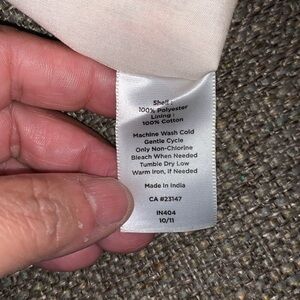 Shell :
100% Polyester
Lining :
100% Cotton
Machine Wash Cold
Gentle Cycle
Only Non-Chlorine
Bleach When Needed
Tumble Dry Low
Warm Iron, if Needed
Made in India
CA #23147
IN404
10/11